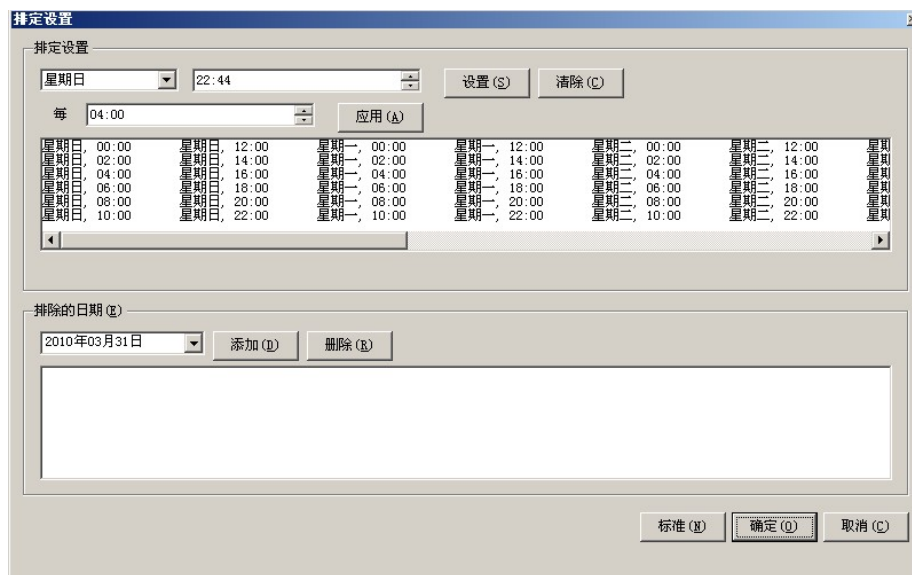 排定设置
排定设置
星期日 22:44 设置(S) 清除(C)
每 04:00 应用(A)
星期日, 00:00 星期日, 12:00 星期一, 00:00 星期一, 12:00 星期二, 00:00 星期二, 12:00 星期
星期日, 02:00 星期日, 14:00 星期一, 02:00 星期一, 14:00 星期二, 02:00 星期二, 14:00 星期
星期日, 04:00 星期日, 16:00 星期一, 04:00 星期一, 16:00 星期二, 04:00 星期二, 16:00 星期
星期日, 06:00 星期日, 18:00 星期一, 06:00 星期一, 18:00 星期二, 06:00 星期二, 18:00 星期
星期日, 08:00 星期日, 20:00 星期一, 08:00 星期一, 20:00 星期二, 08:00 星期二, 20:00 星期
星期日, 10:00 星期日, 22:00 星期一, 10:00 星期一, 22:00 星期二, 10:00 星期二, 22:00 星期
排除的日期(E)
2010年03月31日 添加(D) 删除(R)
标准(N) 确定(O) 取消(C)